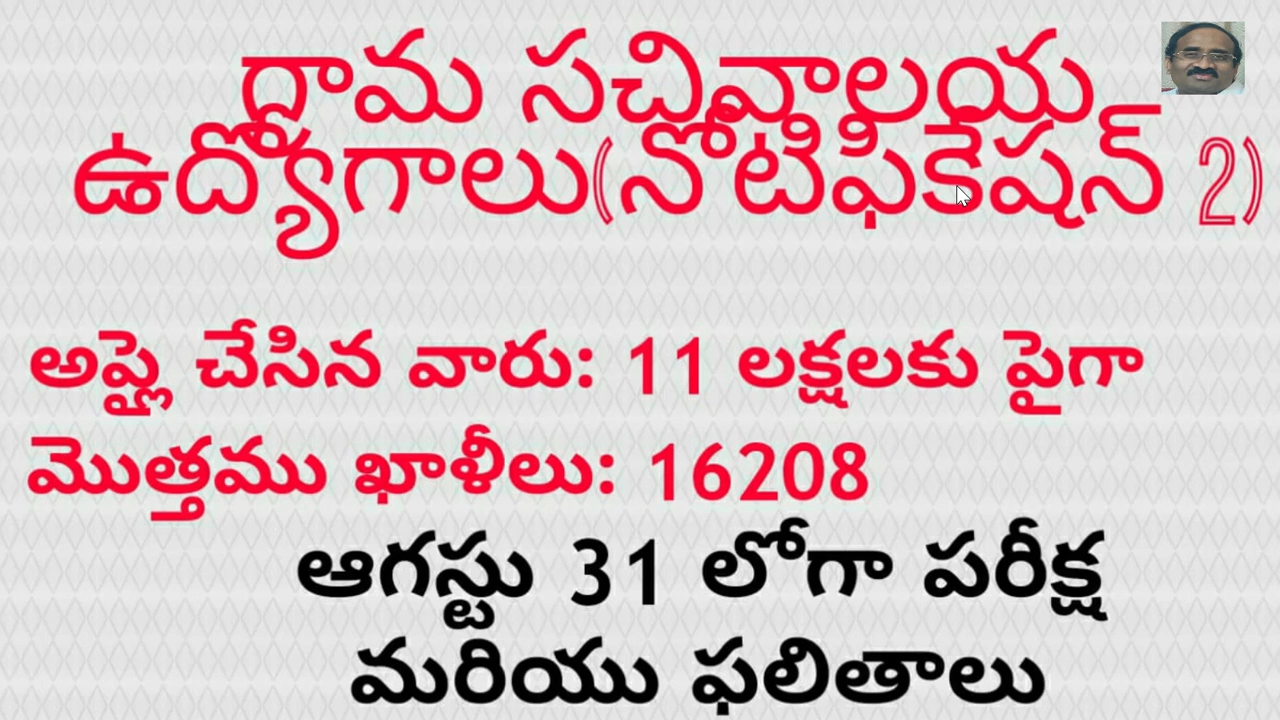 గ్రామ సచివాలయ
ఉద్యోగాలు(నోటిఫికేషన్ 2)
అప్లై చేసిన వారు: 11 లక్షలకు పైగా
మొత్తము ఖాళీలు: 16208
ఆగస్టు 31 లోగా పరీక్ష
మరియు ఫలితాలు